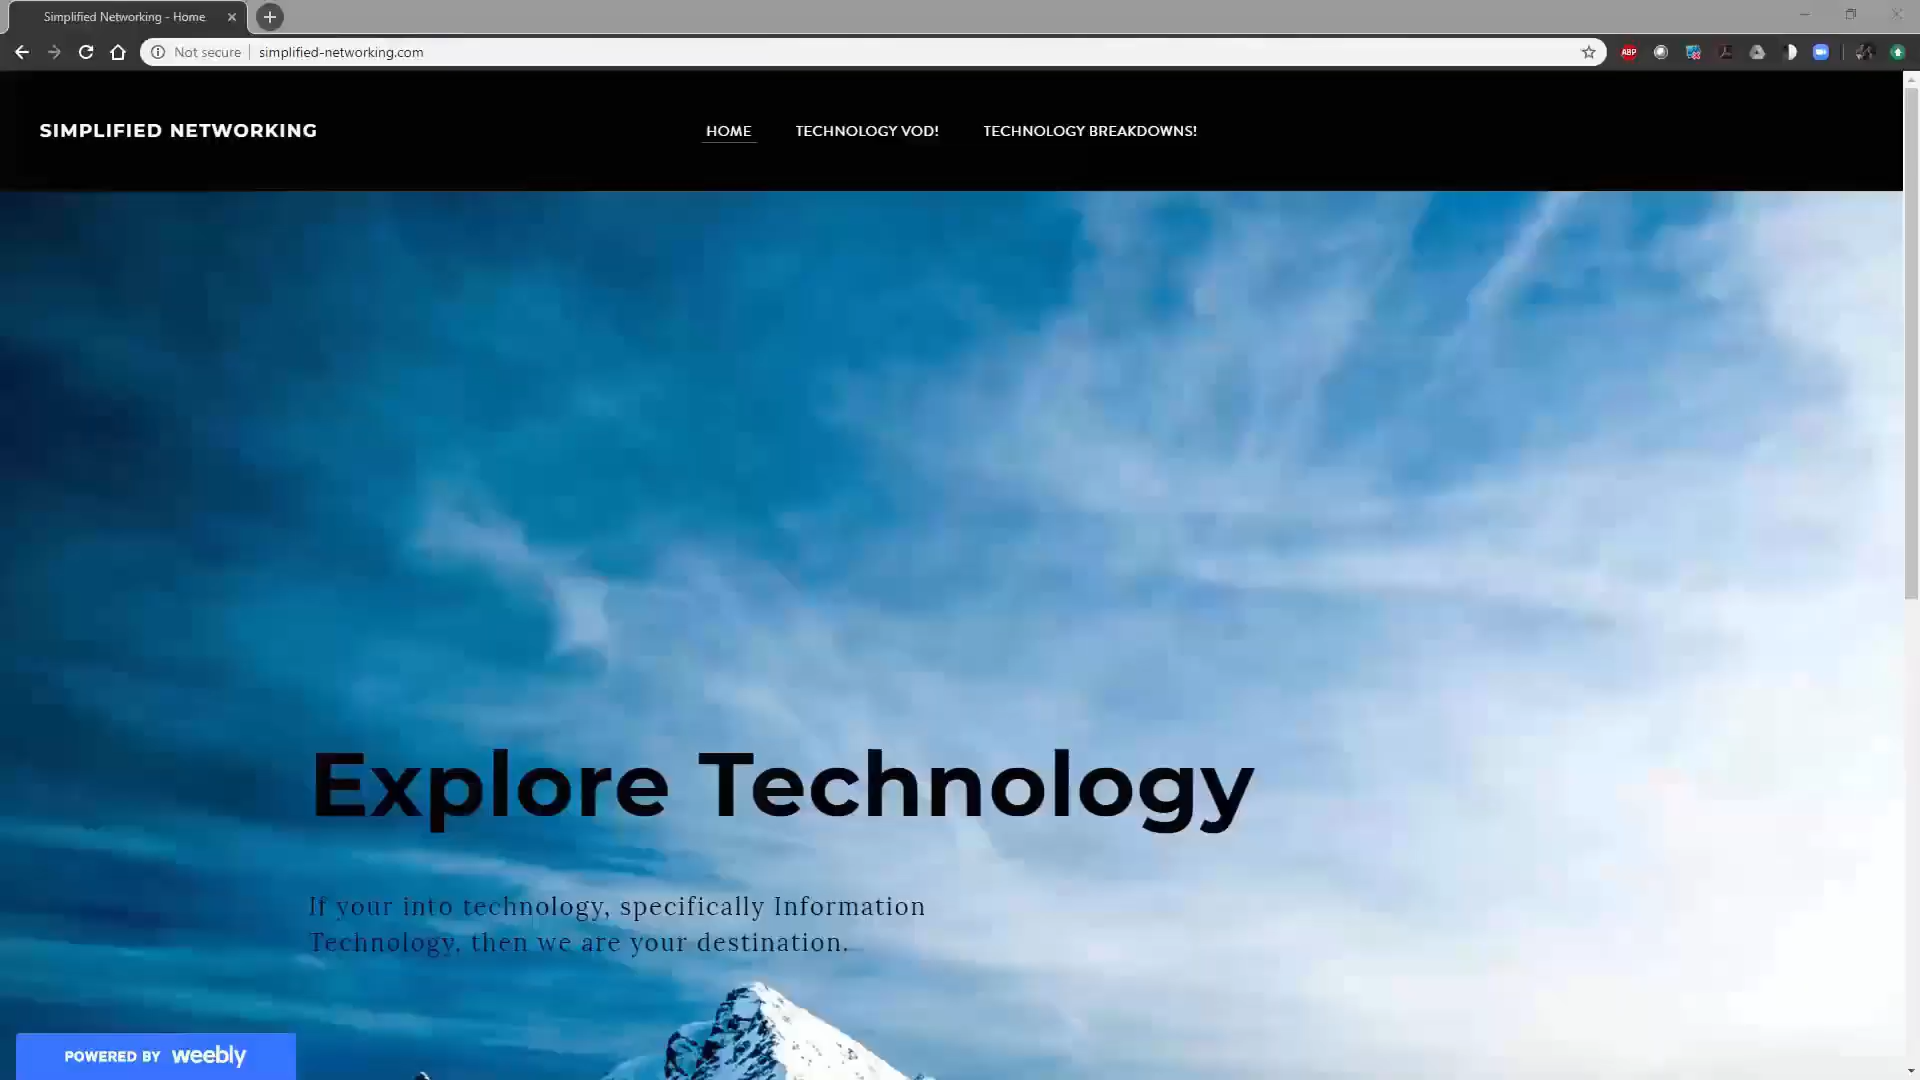 Simplified Networking - Home
Not secure
simplified-networking.com
ABP
SIMPLIFIED NETWORKING
HOME
TECHNOLOGY VOD!
TECHNOLOGY BREAKDOWNS!
Explore Technology
If your into technology, specifically Information
Technology, then we are your destination.
POWERED BY weebly